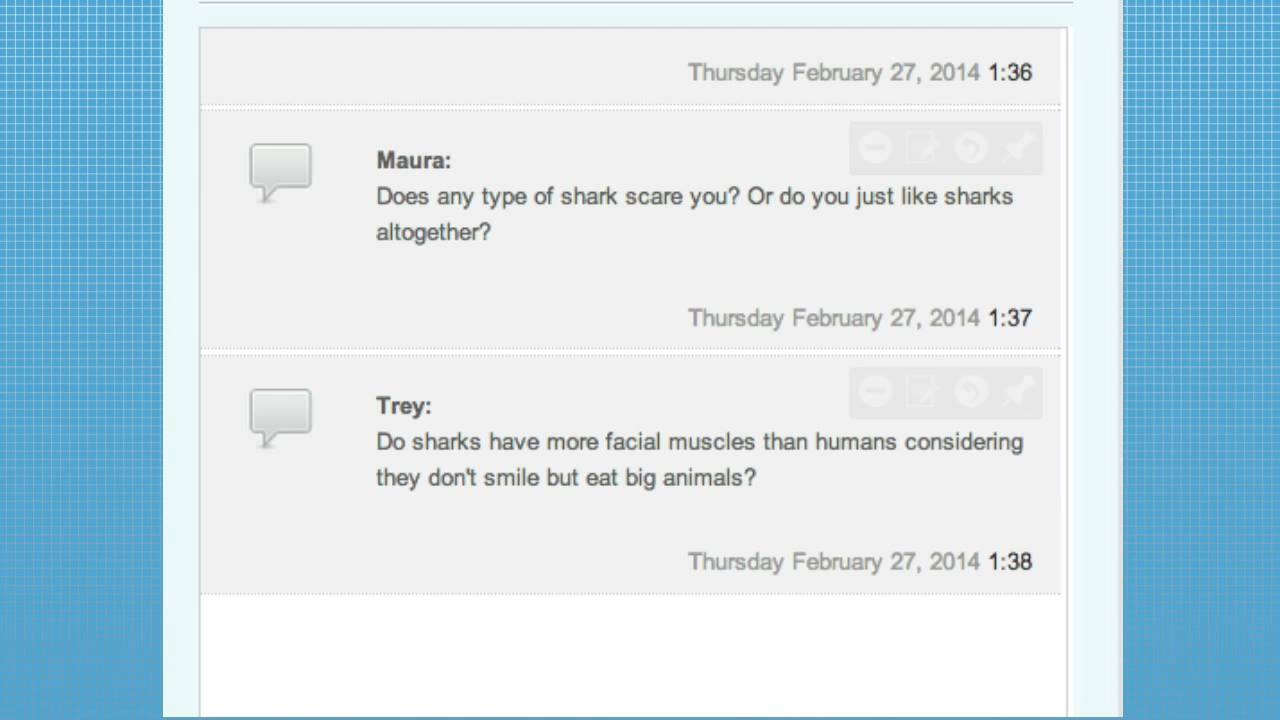 Thursday February 27, 2014 1:36
Maura:
Does any type of shark scare you? Or do you just like sharks
altogether?
Thursday February 27, 2014 1:37
Trey:
Do sharks have more facial muscles than humans considering
they don't smile but eat big animals?
Thursday February 27, 2014 1:38